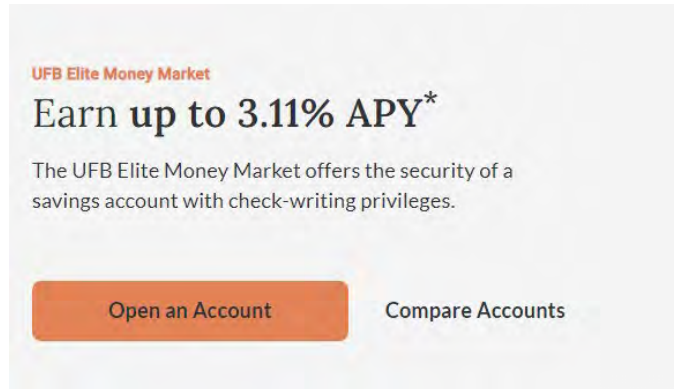 UFB Elite Money Market
Earn up to 3.11% APY*
The UFB Elite Money Market offers the security of a
savings account with check-writing privileges.
Open an Account
Compare Accounts